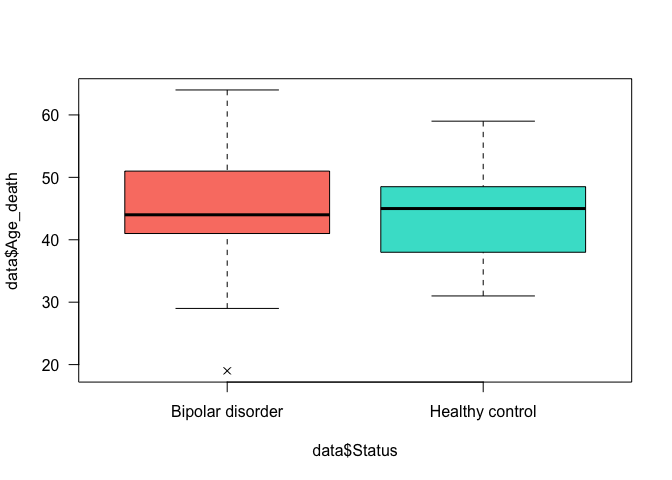 data$Age_death
60
50
40
30
20
Bipolar disorder
Healthy control
data$Status